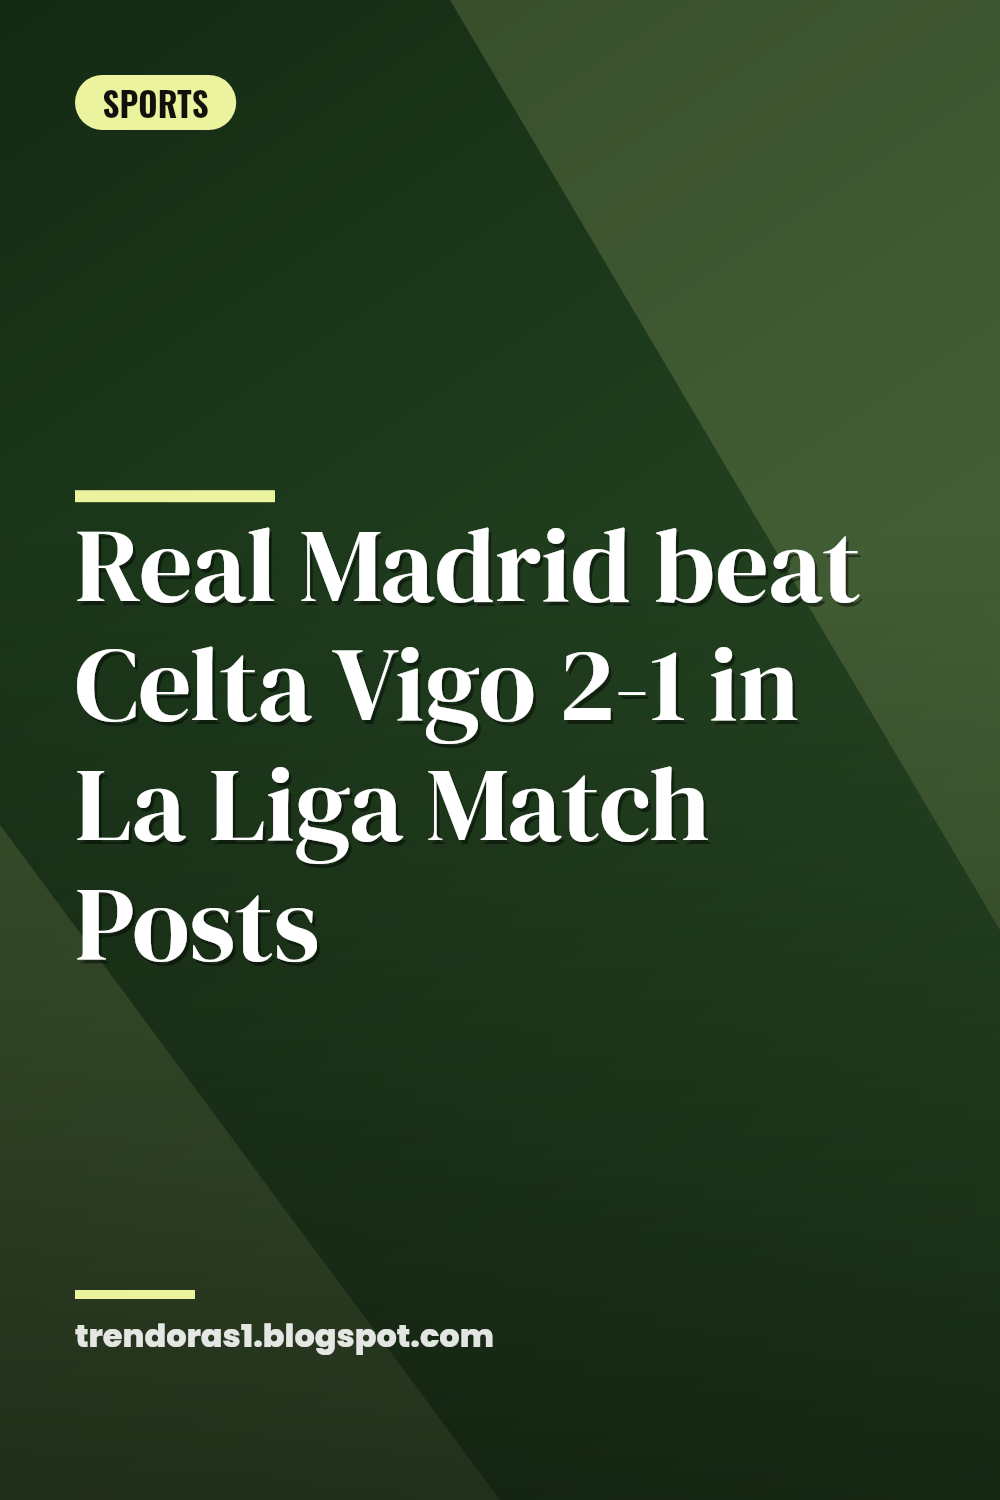 SPORTS
Real Madrid beat
Celta Vigo 2-1 in
La Liga Match
Posts
trendoras1.blogspot.com